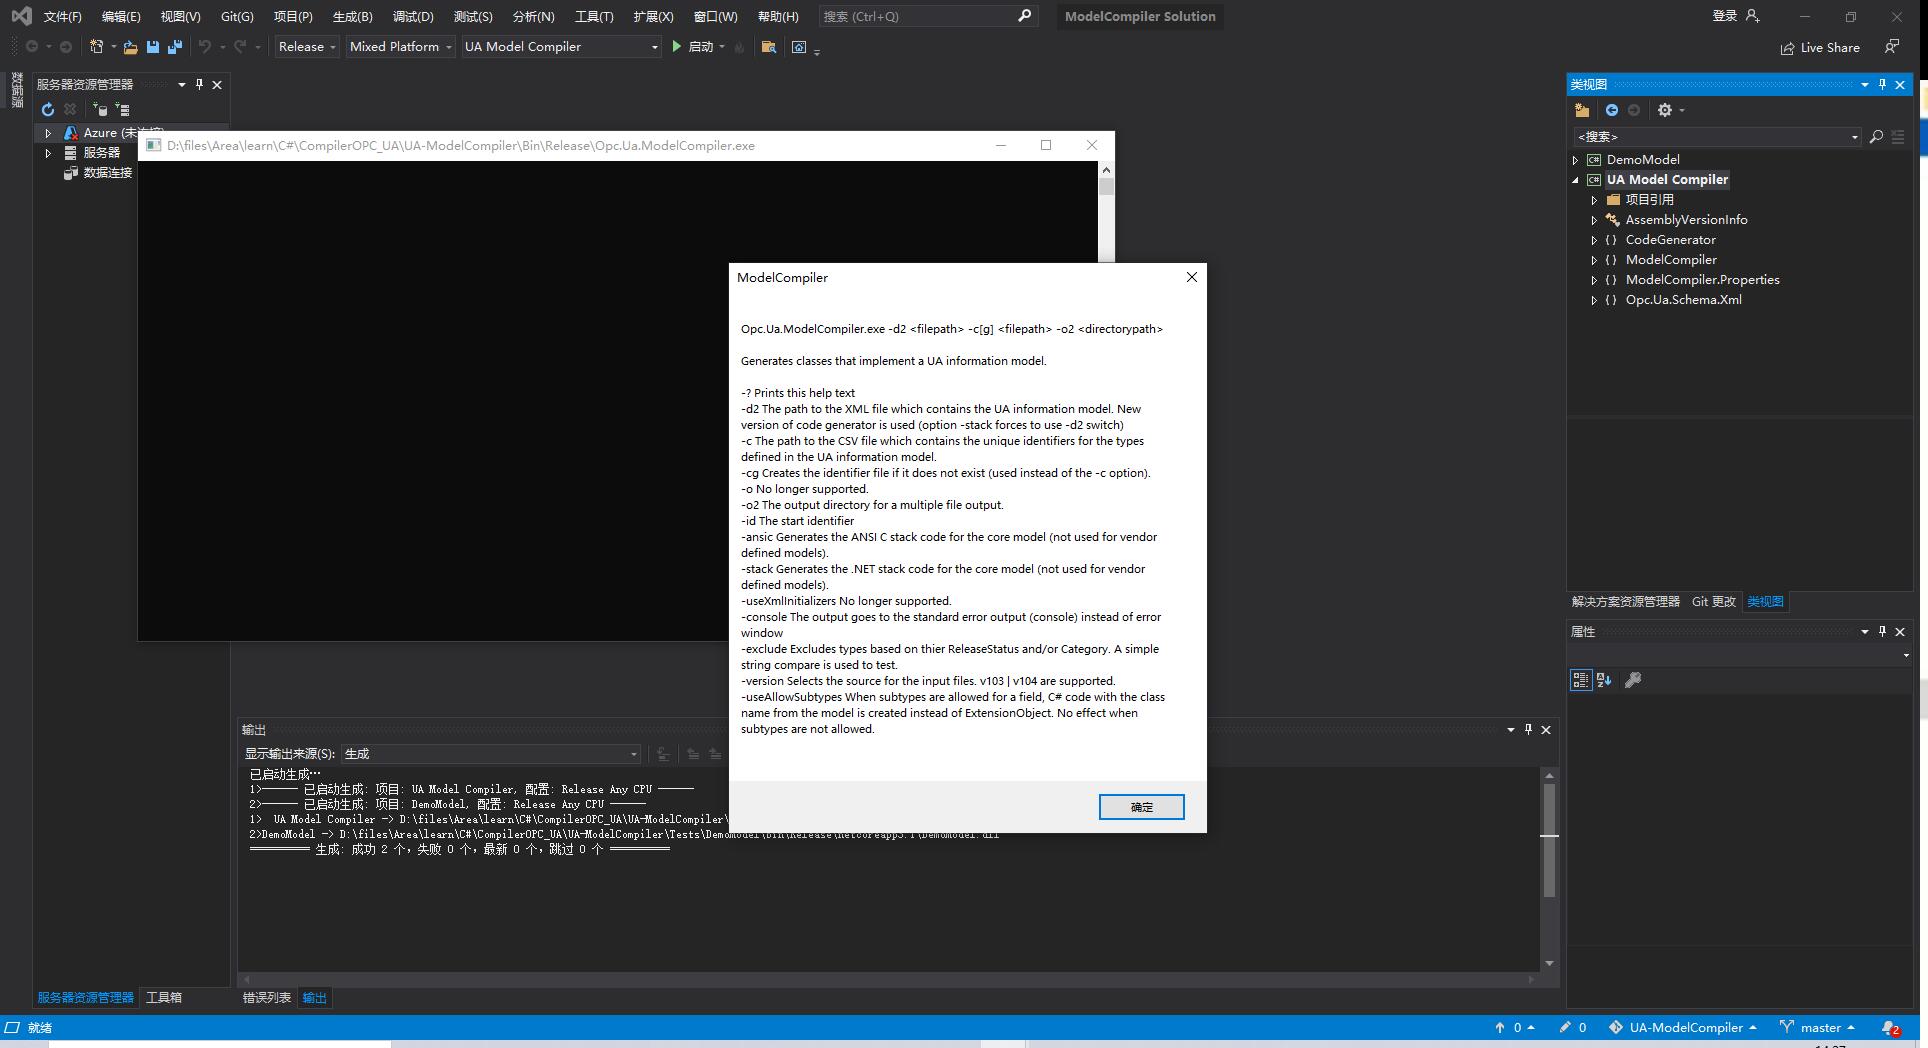 文件(F) 编辑(E) 视图(V) Git(G) 项目(P) 生成(B) 调试(D) 测试(S) 分析(N) 工具(T) 扩展(X) 窗口(W) 帮助(H) 搜索 (Ctrl+Q) ModelCompiler Solution 登录
Release Mixed Platform UA Model Compiler 启动 Live Share
数据源
服务器资源管理器
Azure (未连接)
服务器
数据连接
D:\files\Area\learn\C#\CompilerOPC_UA\UA-ModelCompiler\Bin\Release\Opc.Ua.ModelCompiler.exe
ModelCompiler
Opc.Ua.ModelCompiler.exe -d2 <filepath> -c[g] <filepath> -o2 <directorypath>
Generates classes that implement a UA information model.
-? Prints this help text
-d2 The path to the XML file which contains the UA information model. New
version of code generator is used (option -stack forces to use -d2 switch)
-c The path to the CSV file which contains the unique identifiers for the types
defined in the UA information model.
-cg Creates the identifier file if it does not exist (used instead of the -c option).
-o No longer supported.
-o2 The output directory for a multiple file output.
-id The start identifier
-ansic Generates the ANSI C stack code for the core model (not used for vendor
defined models).
-stack Generates the .NET stack code for the core model (not used for vendor
defined models).
-useXmlInitializers No longer supported.
-console The output goes to the standard error output (console) instead of error
window
-exclude Excludes types based on thier ReleaseStatus and/or Category. A simple
string compare is used to test.
-version Selects the source for the input files. v103 | v104 are supported.
-useAllowSubtypes When subtypes are allowed for a field, C# code with the class
name from the model is created instead of ExtensionObject. No effect when
subtypes are not allowed.
确定
类视图
<搜索>
C# DemoModel
C# UA Model Compiler
项目引用
AssemblyVersionInfo
{} CodeGenerator
{} ModelCompiler
{} ModelCompiler.Properties
{} Opc.Ua.Schema.Xml
解决方案资源管理器 Git 更改 类视图
属性
输出
显示输出来源(S): 生成
已启动生成…
1>—— 已启动生成: 项目: UA Model Compiler, 配置: Release Any CPU ——
2>—— 已启动生成: 项目: DemoModel, 配置: Release Any CPU ——
1> UA Model Compiler -> D:\files\Area\learn\C#\CompilerOPC_UA\UA-ModelCompiler\
2>DemoModel -> D:\files\Area\learn\C#\CompilerOPC_UA\UA-ModelCompiler\Tests\DemoModel\bin\Release\netcoreapp3.1\DemoModel.dll
========== 生成: 成功 2 个，失败 0 个，最新 0 个，跳过 0 个 ==========
服务器资源管理器 工具箱 错误列表 输出
就绪 0 0 UA-ModelCompiler master 2